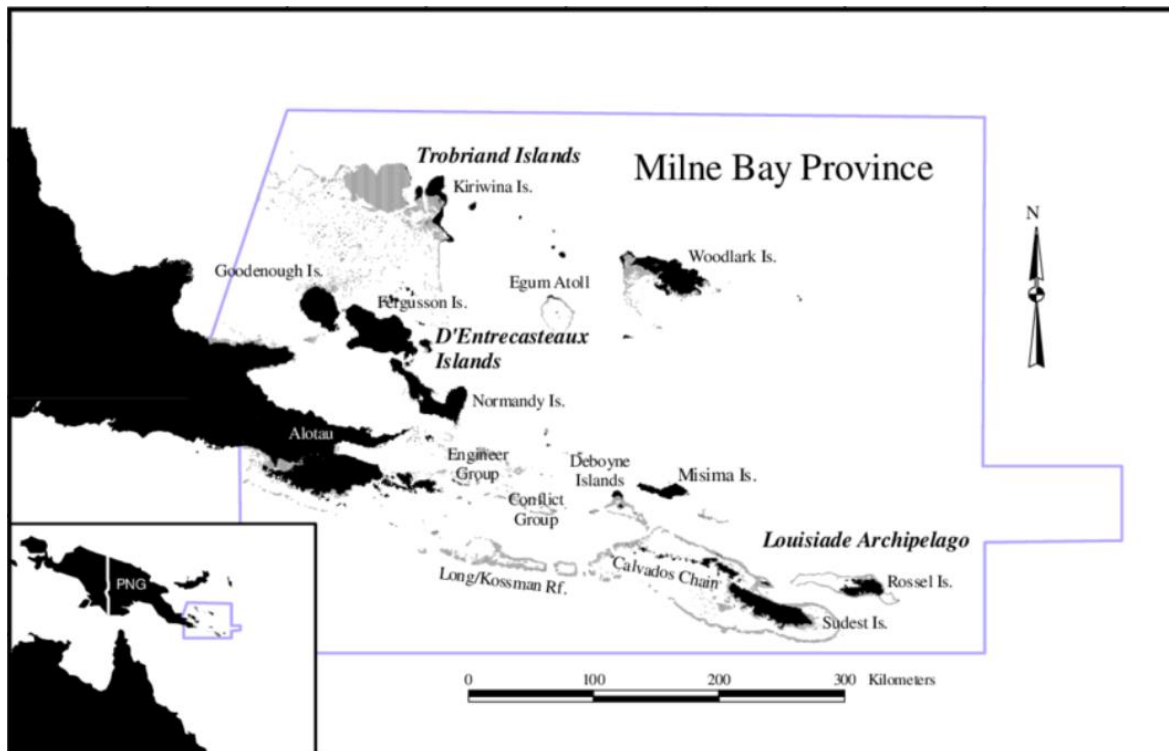 Milne Bay Province
Trobriand Islands
Kiriwina Is.
N
Woodlark Is.
Goodenough Is.
Egum Atoll
Fergusson Is.
D'Entrecasteaux
Islands
Normandy Is.
Alotau
Engineer
Group
Deboyne
Islands
Misima Is.
Conflict
Group
Louisiade Archipelago
Long/Kossman Rf.
Calvados Chain
Rossel Is.
Sudest Is.
PNG
0 100 200 300 Kilometers